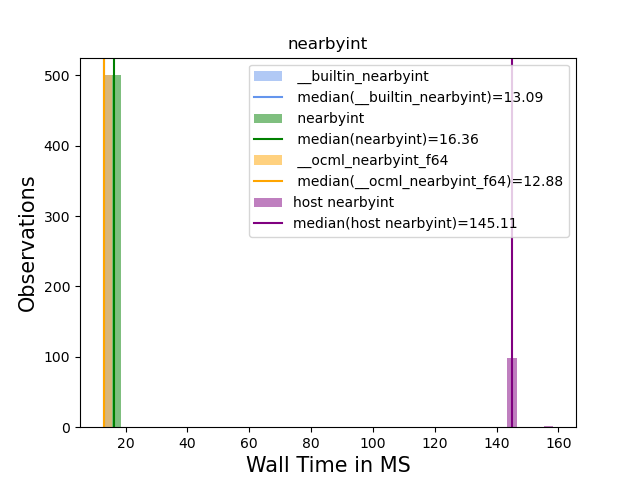 nearbyint
500
400
300
200
100
0
Observations
__builtin_nearbyint
median(__builtin_nearbyint)=13.09
nearbyint
median(nearbyint)=16.36
__ocml_nearbyint_f64
median(__ocml_nearbyint_f64)=12.88
host nearbyint
median(host nearbyint)=145.11
20 40 60 80 100 120 140 160
Wall Time in MS